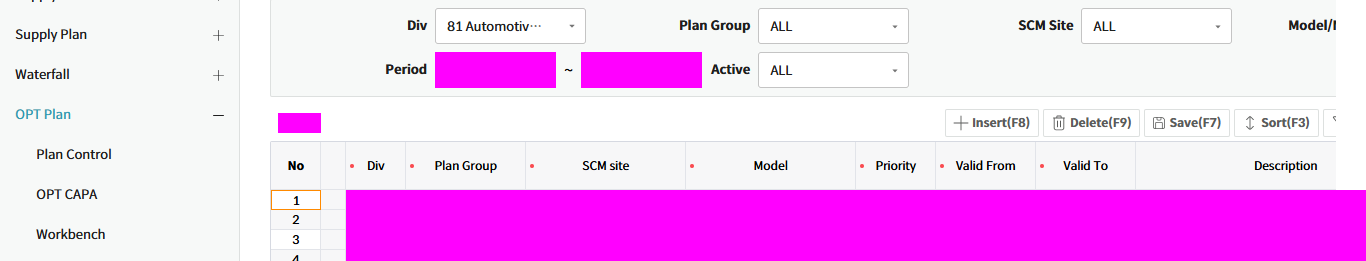 Supply Plan
Waterfall
OPT Plan
Plan Control
OPT CAPA
Workbench
Div 81 Automotiv··· Plan Group ALL SCM Site ALL
Period ~ Active ALL
Insert(F8) Delete(F9) Save(F7) Sort(F3)
No Div Plan Group SCM site Model Priority Valid From Valid To Description
1
2
3
4